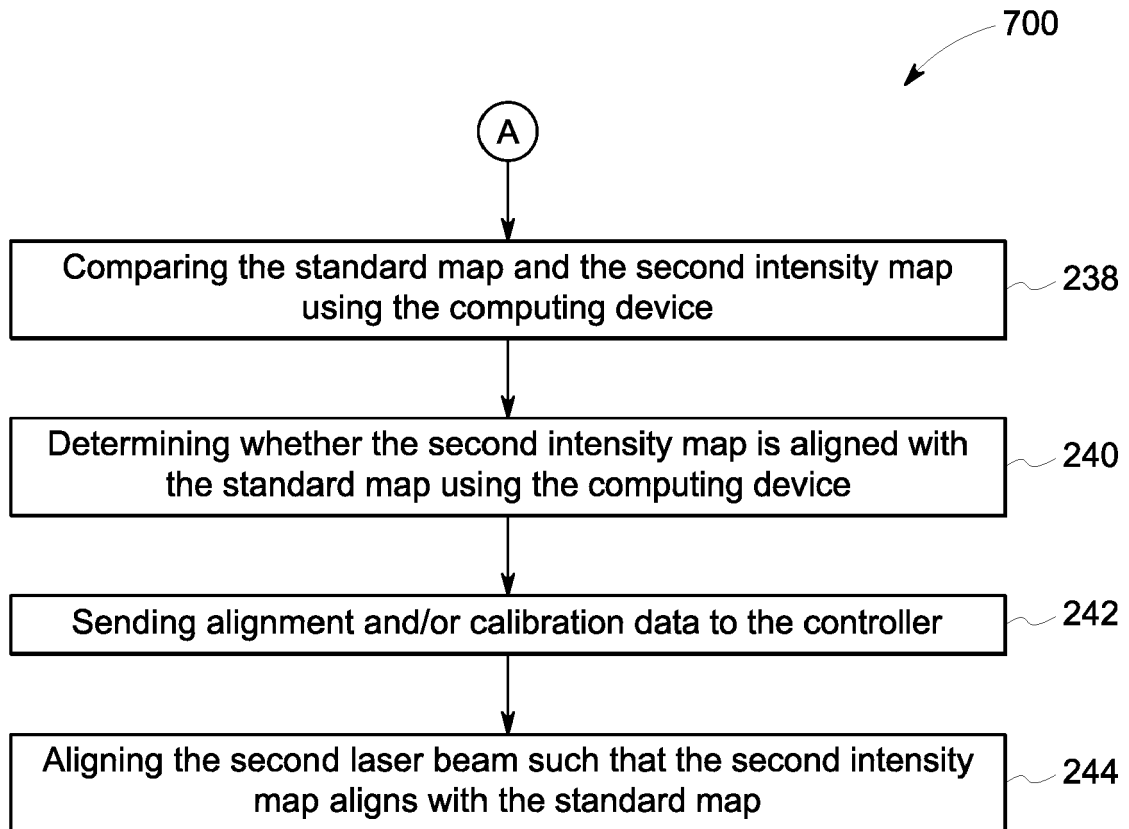 700
A
Comparing the standard map and the second intensity map
using the computing device
238
Determining whether the second intensity map is aligned with
the standard map using the computing device
240
Sending alignment and/or calibration data to the controller
242
Aligning the second laser beam such that the second intensity
map aligns with the standard map
244